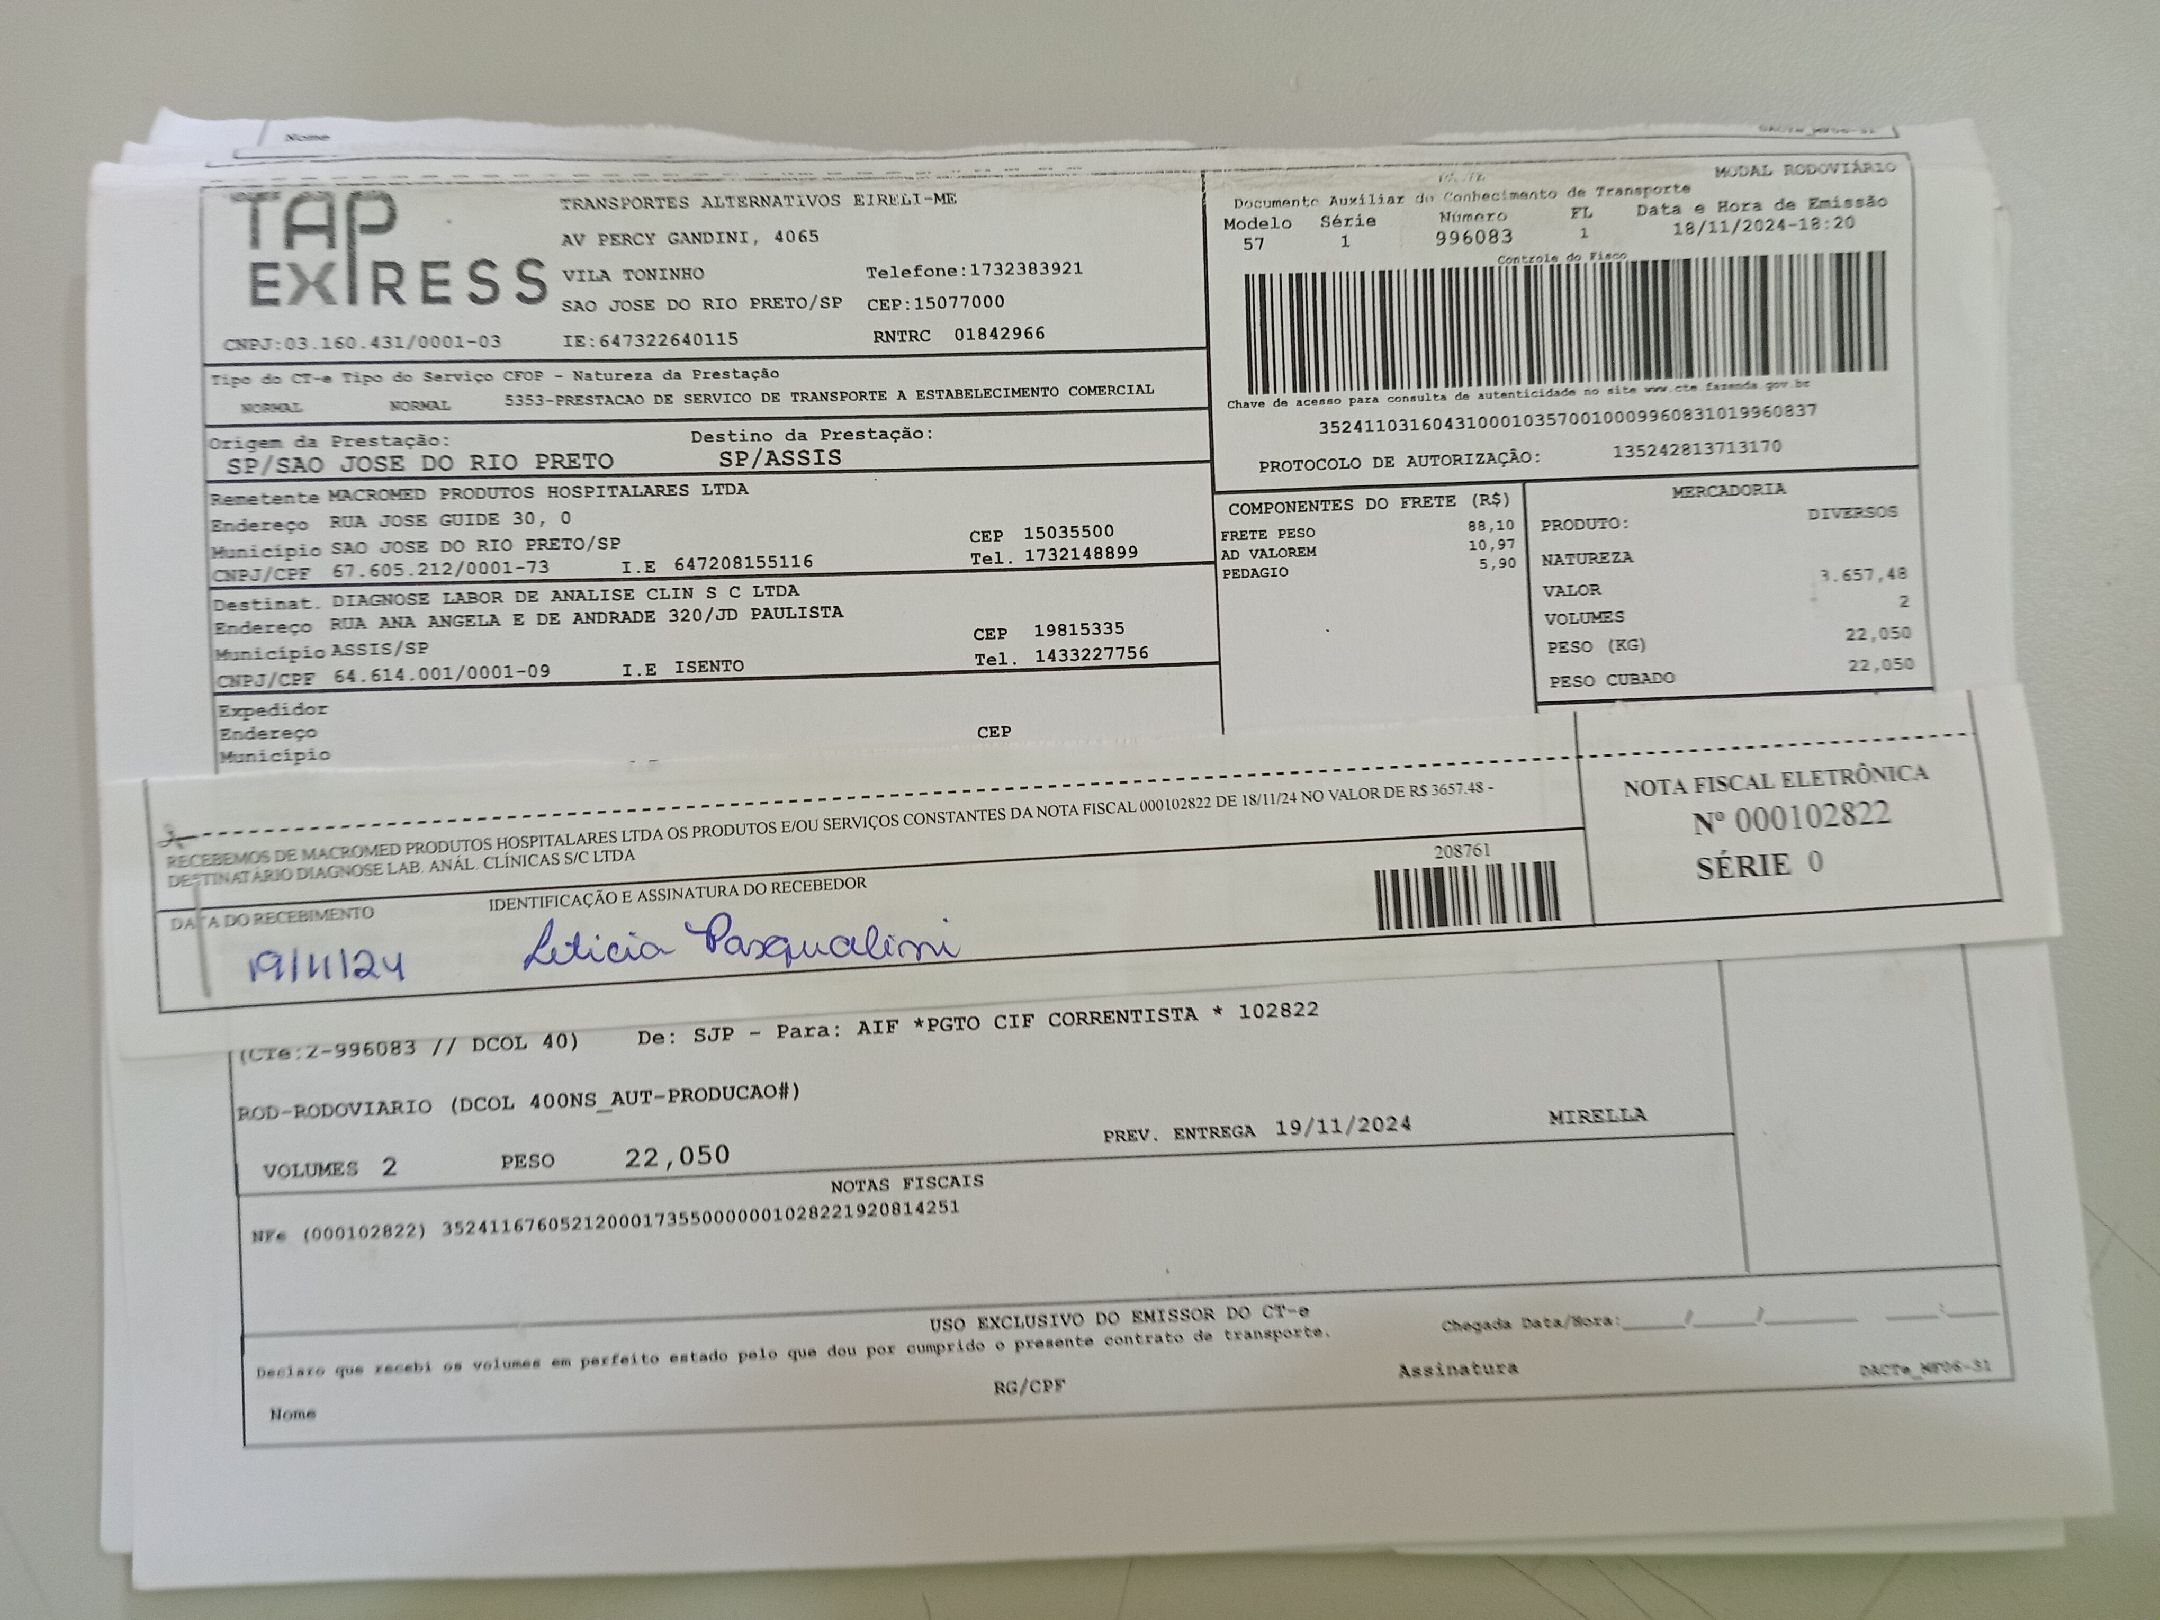 Nome
TAP EXPRESS
TRANSPORTES ALTERNATIVOS EIRELI-ME
AV PERCY GANDINI, 4065
VILA TONINHO Telefone:1732383921
SAO JOSE DO RIO PRETO/SP CEP:15077000
CNPJ:03.160.431/0001-03 IE:647322640115 RNTRC 01842966
MODAL RODOVIÁRIO
Documento Auxiliar do Conhecimento de Transporte
Modelo Série Número FL Data e Hora de Emissão
57 1 996083 1 18/11/2024-18:20
Controle do Fisco
Chave de acesso para consulta de autenticidade no site www.cte.fazenda.gov.br
35241103160431000103570010009960831019960837
PROTOCOLO DE AUTORIZAÇÃO: 135242813713170
Tipo do CT-e Tipo do Serviço CFOP - Natureza da Prestação
NORMAL NORMAL 5353-PRESTACAO DE SERVICO DE TRANSPORTE A ESTABELECIMENTO COMERCIAL
Origem da Prestação: Destino da Prestação:
SP/SAO JOSE DO RIO PRETO SP/ASSIS
Remetente MACROMED PRODUTOS HOSPITALARES LTDA
Endereço RUA JOSE GUIDE 30, 0 CEP 15035500
Município SAO JOSE DO RIO PRETO/SP Tel. 1732148899
CNPJ/CPF 67.605.212/0001-73 I.E 647208155116
Destinat. DIAGNOSE LABOR DE ANALISE CLIN S C LTDA
Endereço RUA ANA ANGELA E DE ANDRADE 320/JD PAULISTA CEP 19815335
Município ASSIS/SP Tel. 1433227756
CNPJ/CPF 64.614.001/0001-09 I.E ISENTO
Expedidor
Endereço CEP
Município
COMPONENTES DO FRETE (R$)
FRETE PESO 88,10
AD VALOREM 10,97
PEDAGIO 5,90
MERCADORIA
PRODUTO: DIVERSOS
NATUREZA
VALOR 3.657,48
VOLUMES 2
PESO (KG) 22,050
PESO CUBADO 22,050
RECEBEMOS DE MACROMED PRODUTOS HOSPITALARES LTDA OS PRODUTOS E/OU SERVIÇOS CONSTANTES DA NOTA FISCAL 000102822 DE 18/11/24 NO VALOR DE R$ 3657.48 -
DESTINATÁRIO DIAGNOSE LAB. ANÁL. CLÍNICAS S/C LTDA
DATA DO RECEBIMENTO IDENTIFICAÇÃO E ASSINATURA DO RECEBEDOR
19/11/24 Leticia Pasqualini
208761
NOTA FISCAL ELETRÔNICA
Nº 000102822
SÉRIE 0
(CTe:2-996083 // DCOL 40) De: SJP - Para: AIF *PGTO CIF CORRENTISTA * 102822
ROD-RODOVIARIO (DCOL 400NS_AUT-PRODUCAO#)
VOLUMES 2 PESO 22,050 PREV. ENTREGA 19/11/2024 MIRELLA
NOTAS FISCAIS
NFe (000102822) 35241167605212000173550000001028221920814251
USO EXCLUSIVO DO EMISSOR DO CT-e
Declaro que recebi os volumes em perfeito estado pelo que dou por cumprido o presente contrato de transporte. Chegada Data/Hora:_____/_____/_______ ____:____
Nome RG/CPF Assinatura DACTe_MF06-31